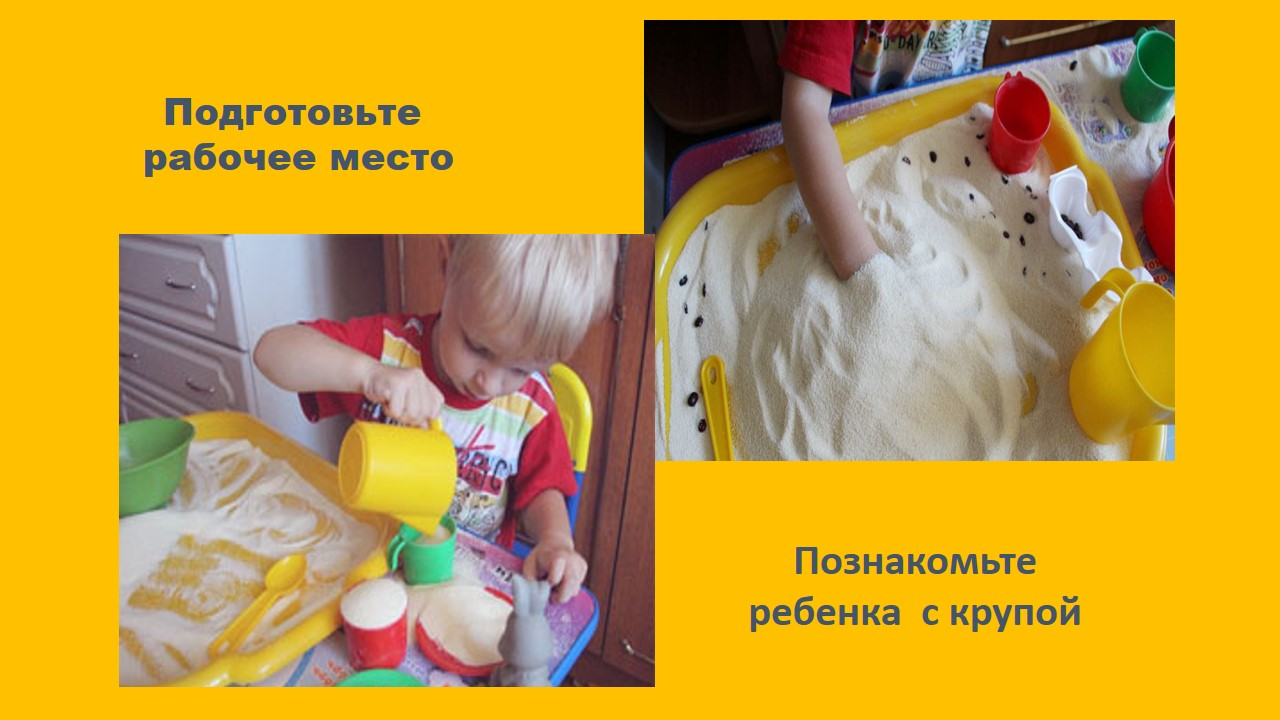 Подготовьте
рабочее место
Познакомьте
ребенка с крупой